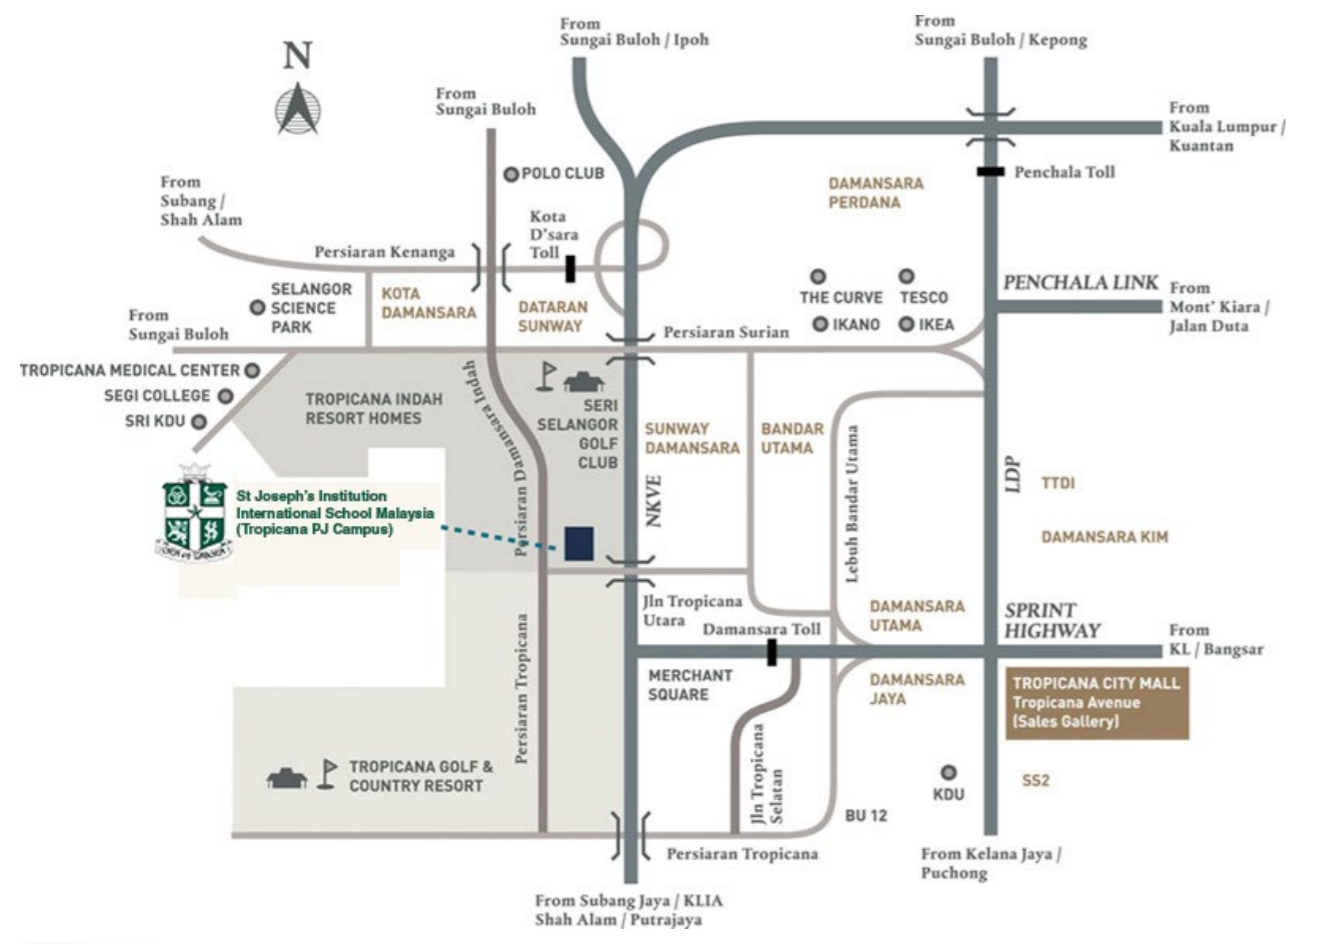 From
Sungai Buloh / Ipoh
From
Sungai Buloh / Kepong
N
From
Sungai Buloh
From
Kuala Lumpur /
Kuantan
POLO CLUB
Penchala Toll
From
Subang /
Shah Alam
DAMANSARA
PERDANA
Kota
D'sara
Toll
Persiaran Kenanga
SELANGOR
SCIENCE
PARK
KOTA
DAMANSARA
DATARAN
SUNWAY
THE CURVE
TESCO
IKANO
IKEA
PENCHALA LINK
From
Mont' Kiara /
Jalan Duta
From
Sungai Buloh
Persiaran Surian
TROPICANA MEDICAL CENTER
SEGI COLLEGE
SRI KDU
TROPICANA INDAH
RESORT HOMES
Persiaran Damansara Indah
SERI
SELANGOR
GOLF
CLUB
SUNWAY
DAMANSARA
BANDAR
UTAMA
Lebuh Bandar Utama
NKVE
LDP
TTDI
DAMANSARA KIM
St Joseph's Institution
International School Malaysia
(Tropicana PJ Campus)
Jln Tropicana
Utara
Damansara Toll
DAMANSARA
UTAMA
SPRINT
HIGHWAY
From
KL / Bangsar
Persiaran Tropicana
MERCHANT
SQUARE
DAMANSARA
JAYA
TROPICANA CITY MALL
Tropicana Avenue
(Sales Gallery)
Jln Tropicana
Selatan
TROPICANA GOLF &
COUNTRY RESORT
KDU
SS2
BU 12
Persiaran Tropicana
From Kelana Jaya /
Puchong
From Subang Jaya / KLIA
Shah Alam / Putrajaya